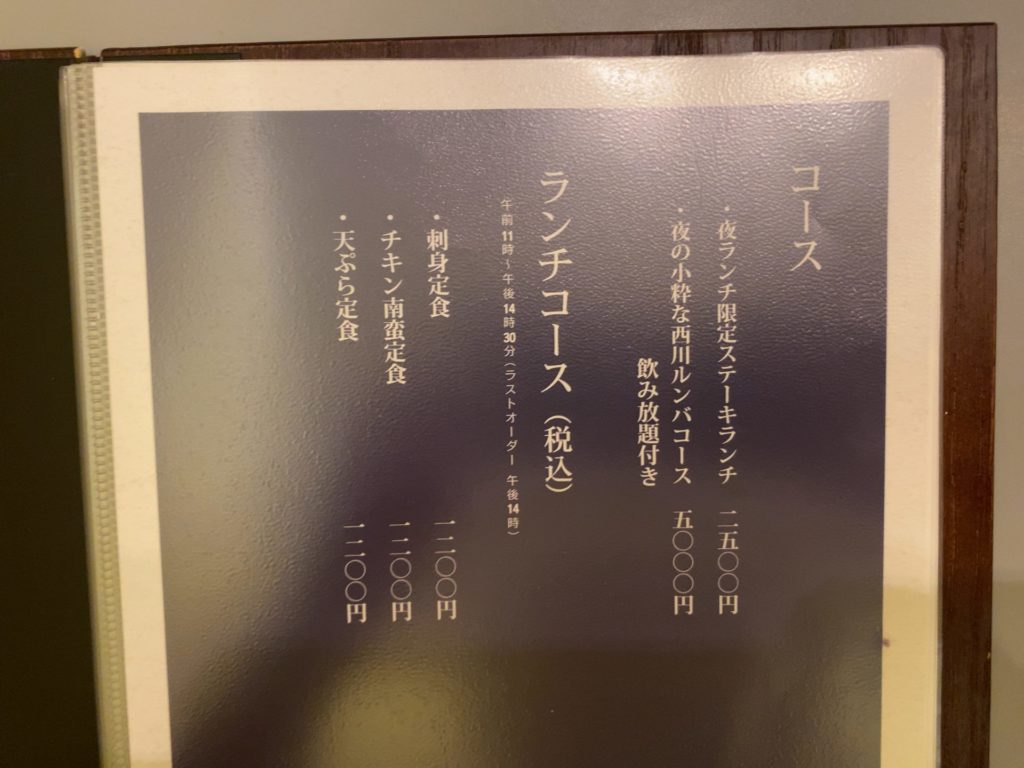 コース
・夜ランチ限定ステーキランチ 二五〇〇円
・夜の小粋な西川ルンバコース 五〇〇〇円
飲み放題付き
ランチコース（税込）
午前11時〜午後14時30分（ラストオーダー 午後14時）
・刺身定食 一二〇〇円
・チキン南蛮定食 一二〇〇円
・天ぷら定食 一二〇〇円